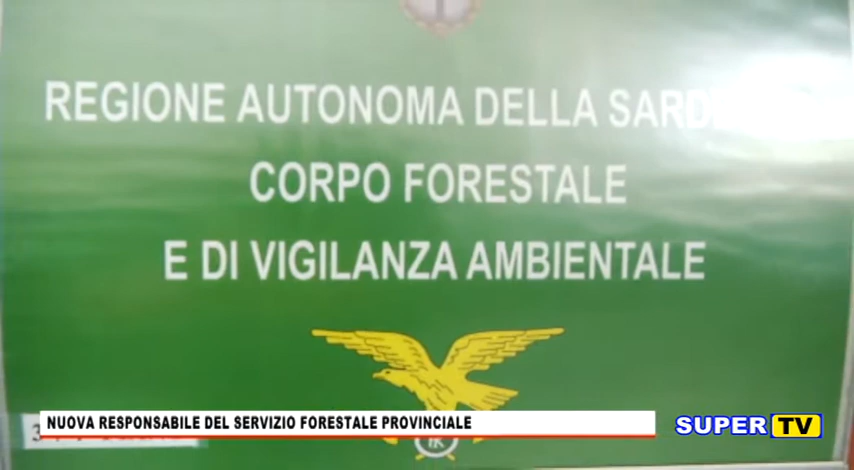 REGIONE AUTONOMA DELLA SARD
CORPO FORESTALE
E DI VIGILANZA AMBIENTALE
NUOVA RESPONSABILE DEL SERVIZIO FORESTALE PROVINCIALE
SUPER TV